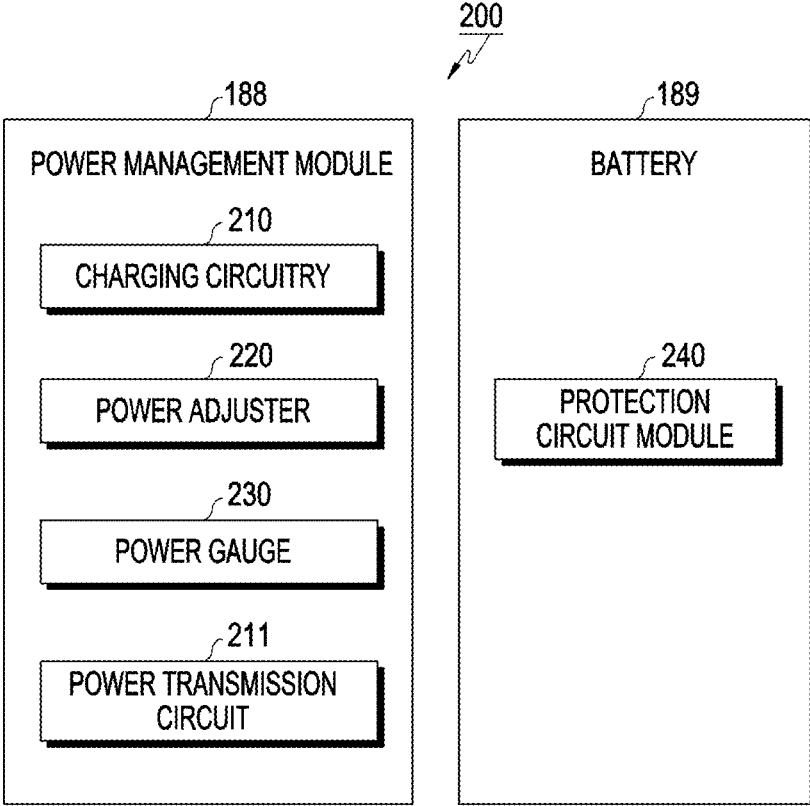 200
188
189
POWER MANAGEMENT MODULE
BATTERY
210
CHARGING CIRCUITRY
220
POWER ADJUSTER
240
PROTECTION
CIRCUIT MODULE
230
POWER GAUGE
211
POWER TRANSMISSION
CIRCUIT